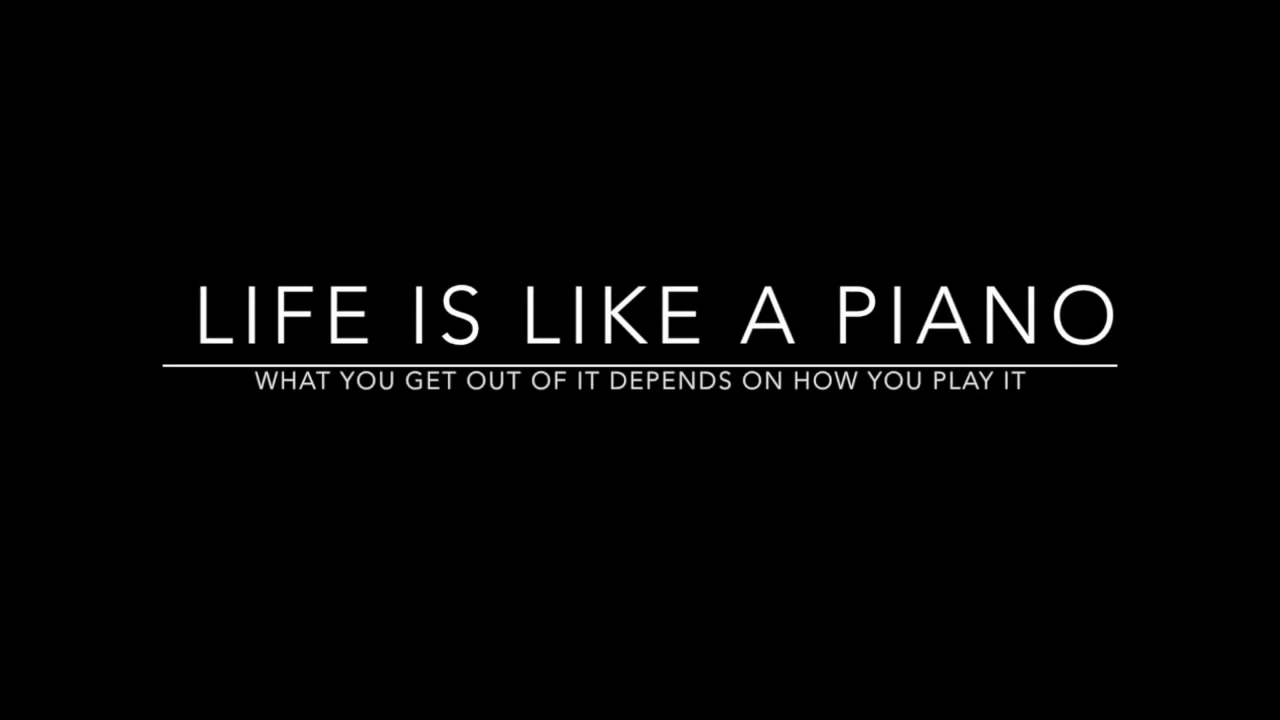 LIFE IS LIKE A PIANO
WHAT YOU GET OUT OF IT DEPENDS ON HOW YOU PLAY IT